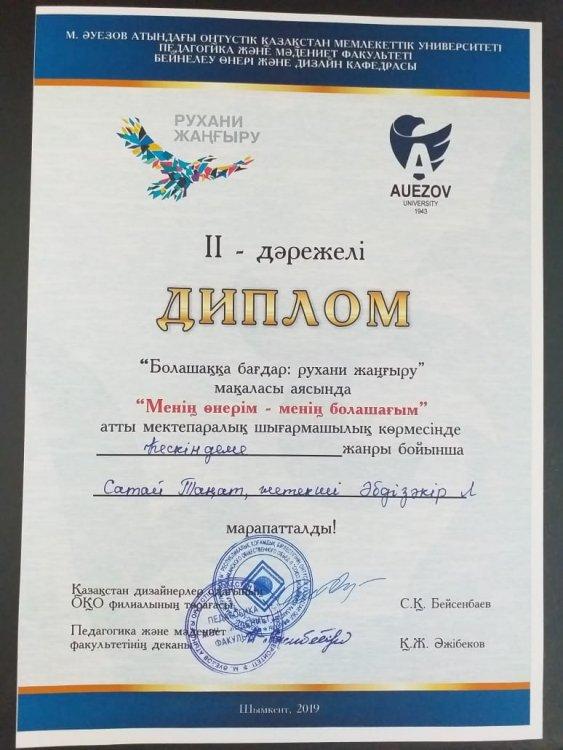 М. ӘУЕЗОВ АТЫНДАҒЫ ОҢТҮСТІК ҚАЗАҚСТАН МЕМЛЕКЕТТІК УНИВЕРСИТЕТІ
ПЕДАГОГИКА ЖӘНЕ МӘДЕНИЕТ ФАКУЛЬТЕТІ
БЕЙНЕЛЕУ ӨНЕРІ ЖӘНЕ ДИЗАЙН КАФЕДРАСЫ
РУХАНИ
ЖАҢҒЫРУ
AUEZOV
UNIVERSITY
1943
ІІ - дәрежелі
ДИПЛОМ
“Болашаққа бағдар: рухани жаңғыру”
мақаласы аясында
“Менің өнерім - менің болашағым”
атты мектепаралық шығармашылық көрмесінде
кескіндеме жанры бойынша
Сатай Таңат, жетекші Әбдізәкір Л
марапатталды!
Қазақстан дизайнерлер одағының
ОҚО филиалының төрағасы
С.Қ. Бейсенбаев
Педагогика және мәдениет
факультетінің деканы
Қ.Ж. Әжібеков
ПЕДАГОГИКА
ФАКУЛЬТЕТІ
Шымкент, 2019